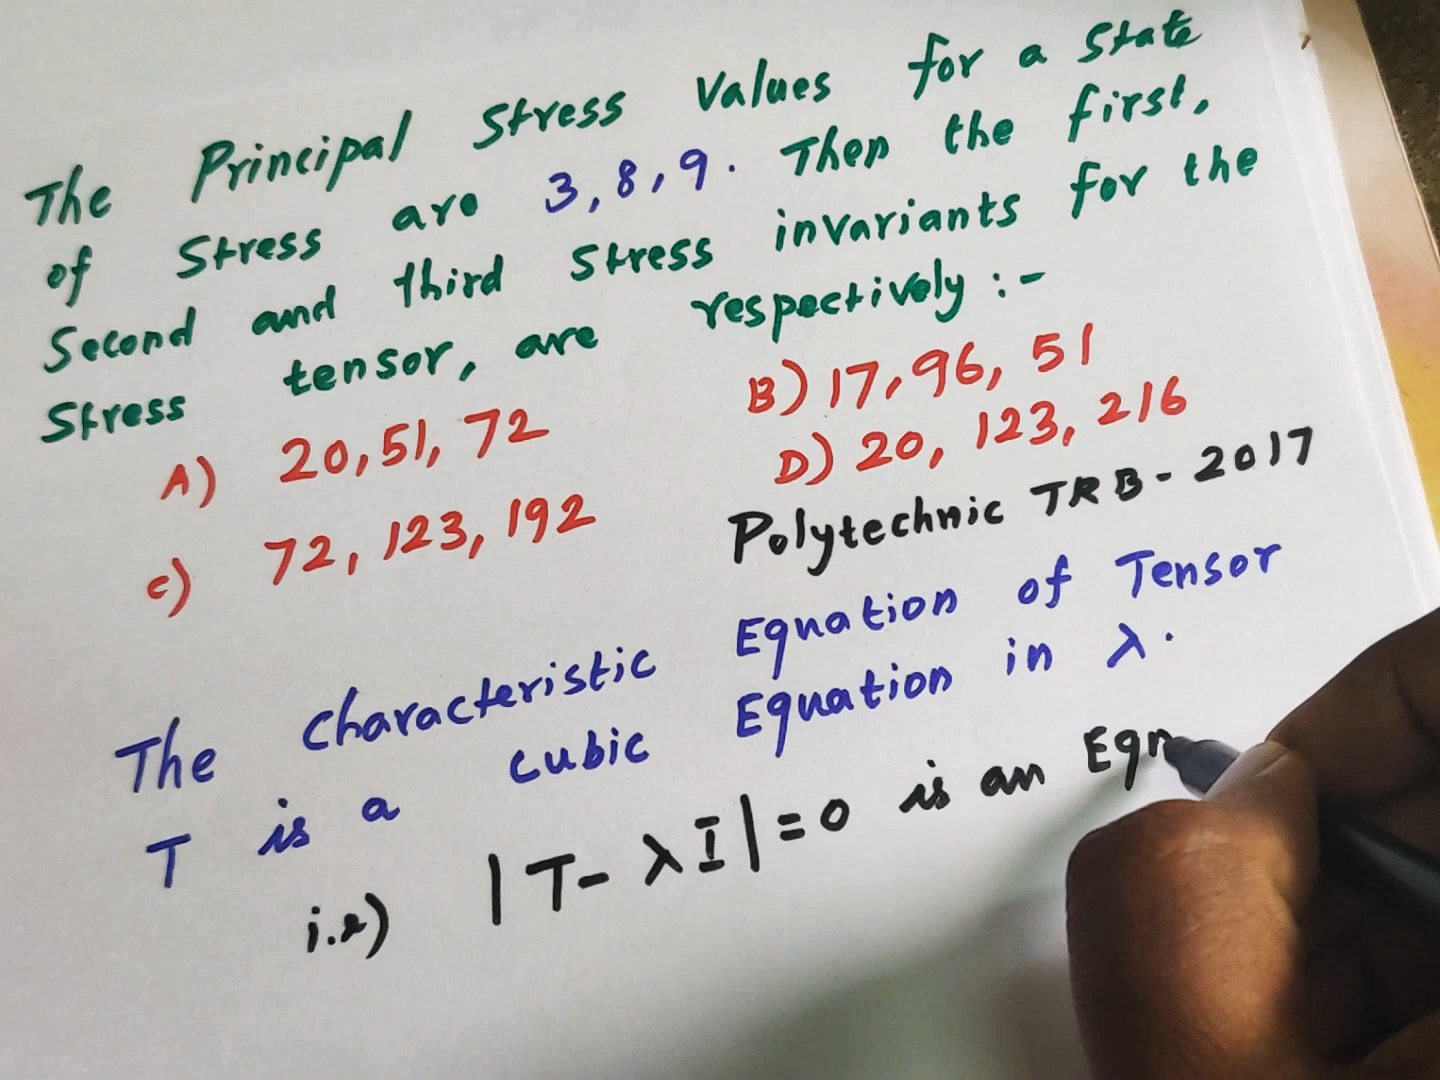 The Principal Stress Values for a State
of Stress are 3, 8, 9. Then the first,
Second and third Stress invariants for the
Stress tensor, are respectively :-
A) 20, 51, 72 B) 17, 96, 51
C) 72, 123, 192 D) 20, 123, 216
Polytechnic TRB - 2017
The characteristic Equation of Tensor
T is a cubic Equation in λ.
i.e) |T - λI| = 0 is an Eqn